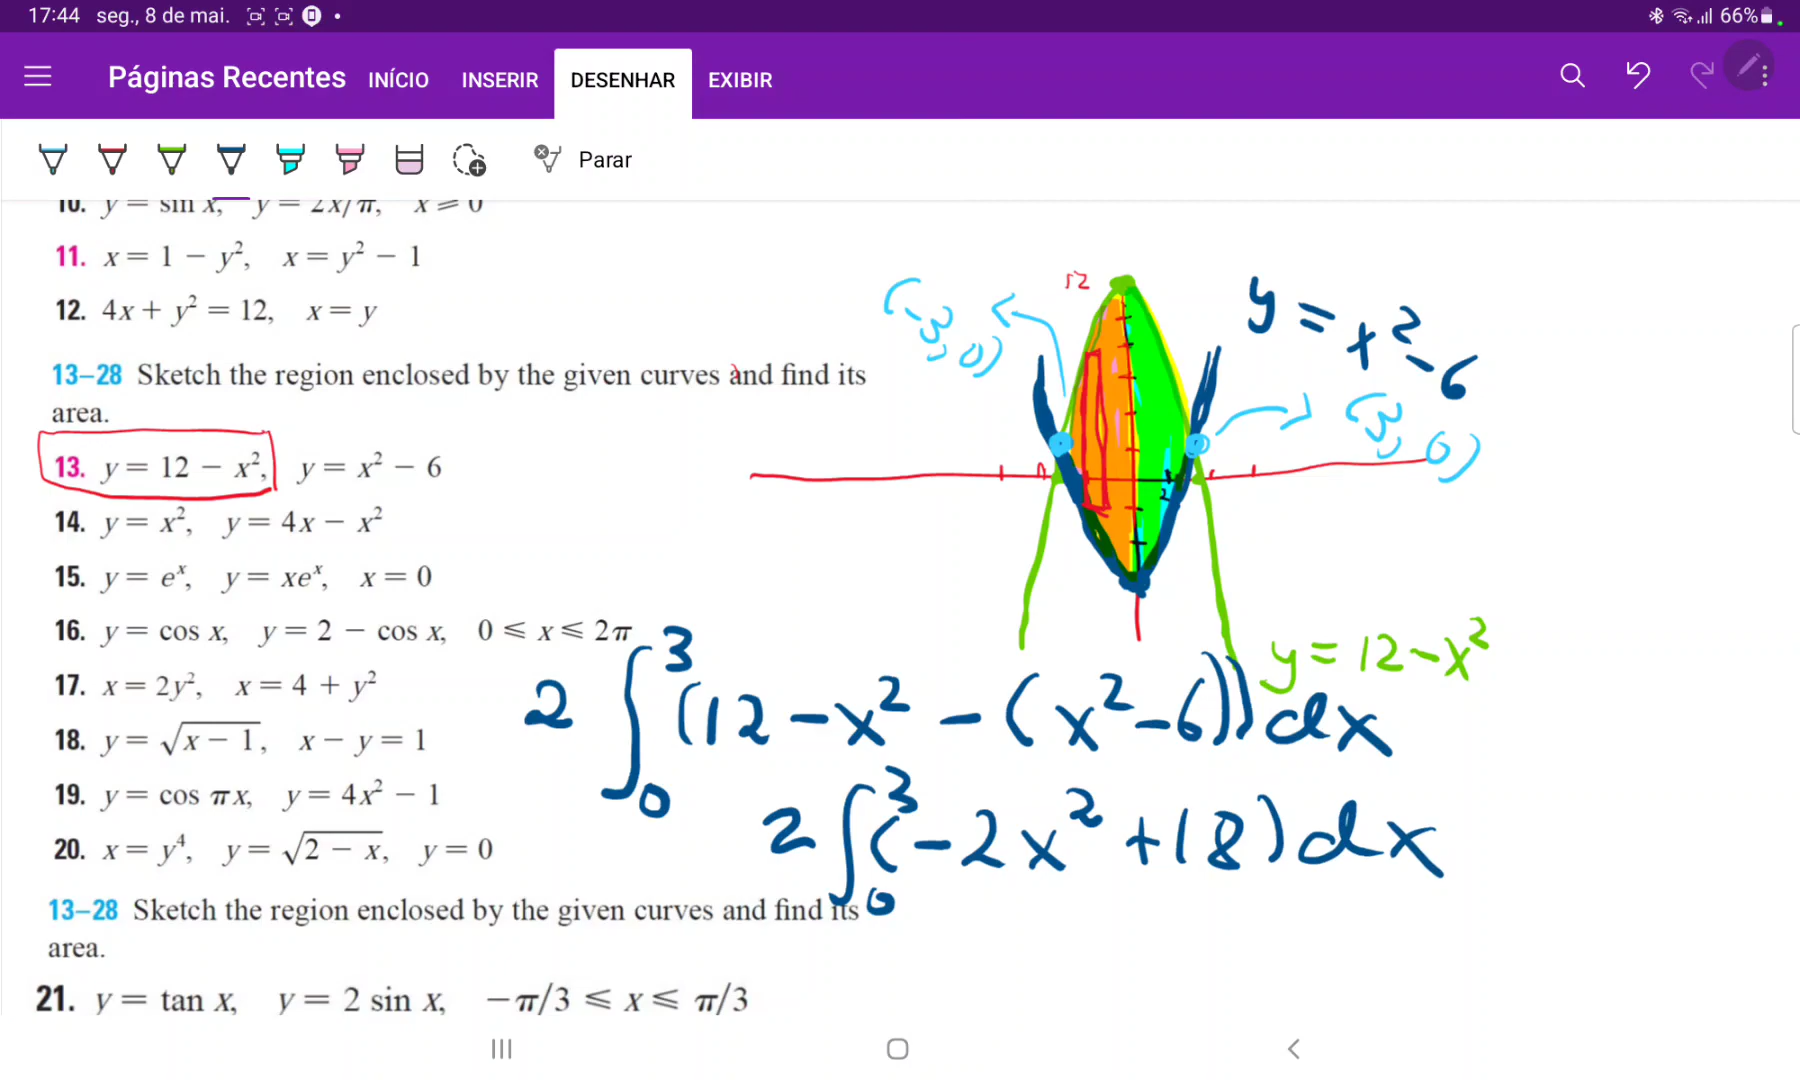 17:44 seg., 8 de mai. 66%
Páginas Recentes INÍCIO INSERIR DESENHAR EXIBIR
Parar
10. y = sin x, y = 2x/π, x ⩾ 0
11. x = 1 − y², x = y² − 1
12. 4x + y² = 12, x = y
13–28 Sketch the region enclosed by the given curves and find its
area.
13. y = 12 − x², y = x² − 6
14. y = x², y = 4x − x²
15. y = eˣ, y = xeˣ, x = 0
16. y = cos x, y = 2 − cos x, 0 ⩽ x ⩽ 2π
17. x = 2y², x = 4 + y²
18. y = √(x − 1), x − y = 1
19. y = cos πx, y = 4x² − 1
20. x = y⁴, y = √(2 − x), y = 0
13–28 Sketch the region enclosed by the given curves and find its
area.
21. y = tan x, y = 2 sin x, −π/3 ⩽ x ⩽ π/3
12
(-3, 0)
y = x² - 6
(3, 0)
2
y = 12 - x²
2 ∫₀³ (12 - x² - (x² - 6)) dx
2 ∫₀³ (-2x² + 18) dx